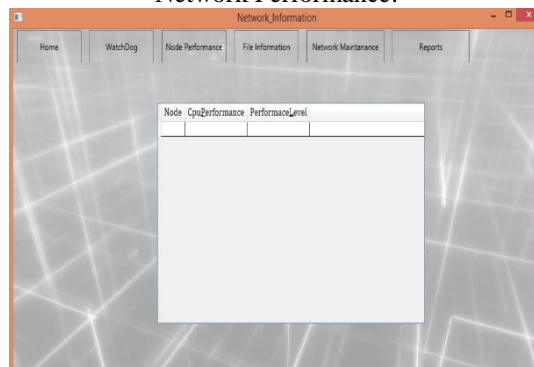 Network Performance:
Network_Information
Home WatchDog Node Performance File Information Network Maintanance Reports
Node CpuPerformance PerformaceLevel